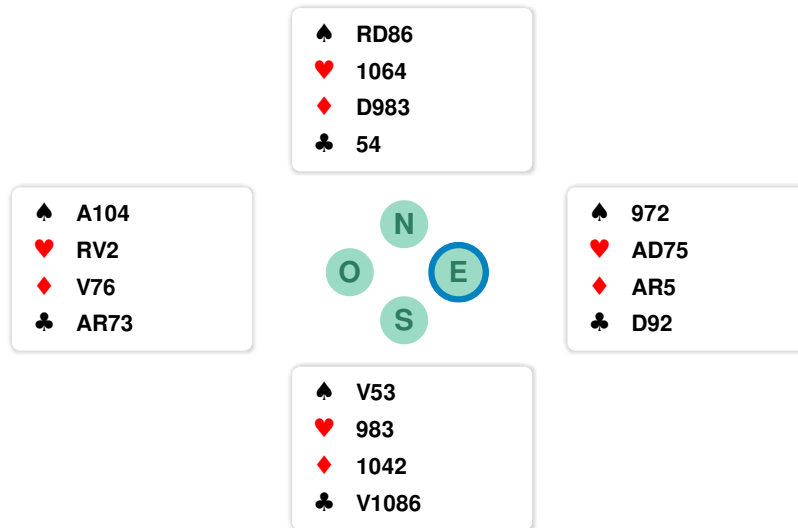 ♠ RD86
♥ 1064
♦ D983
♣ 54
♠ A104
♥ RV2
♦ V76
♣ AR73
N
O E
S
♠ 972
♥ AD75
♦ AR5
♣ D92
♠ V53
♥ 983
♦ 1042
♣ V1086